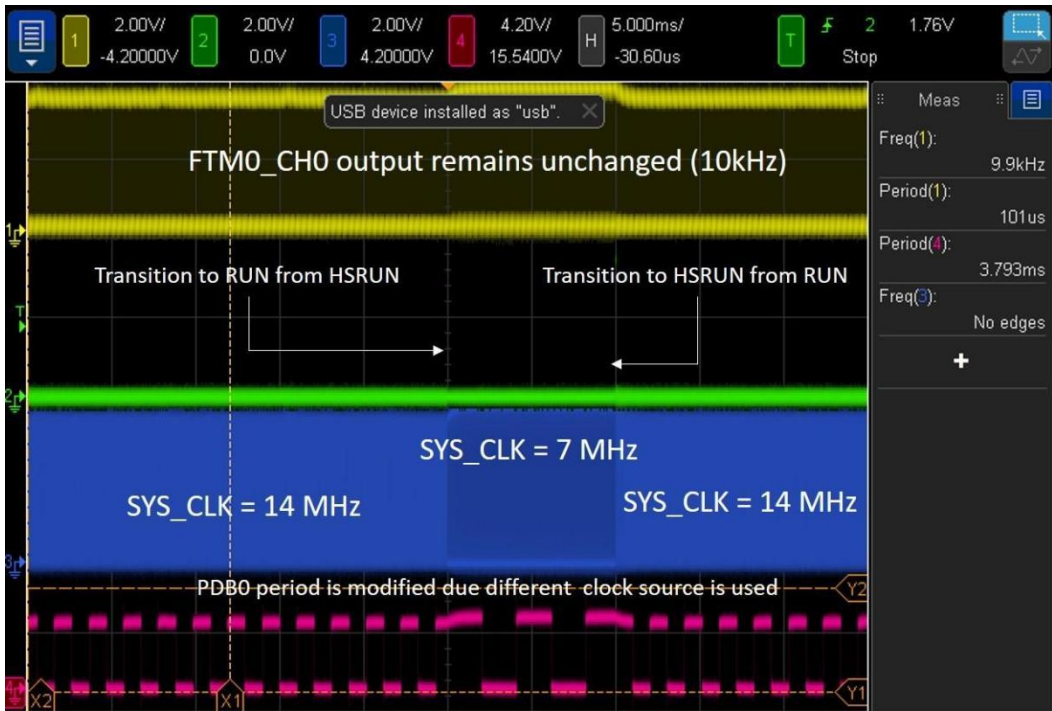 1 2.00V/ 2 2.00V/ 3 2.00V/ 4 4.20V/ H 5.000ms/ T 2 1.76V
-4.20000V 0.0V 4.20000V 15.5400V -30.60us Stop
USB device installed as "usb".
Meas
FTM0_CH0 output remains unchanged (10kHz)
Freq(1):
9.9kHz
Period(1):
101us
Period(4):
3.793ms
Freq(3):
No edges
+
1
Transition to RUN from HSRUN
Transition to HSRUN from RUN
T
2
SYS_CLK = 7 MHz
SYS_CLK = 14 MHz
SYS_CLK = 14 MHz
3
PDB0 period is modified due different clock source is used
Y2
4
X2
X1
Y1